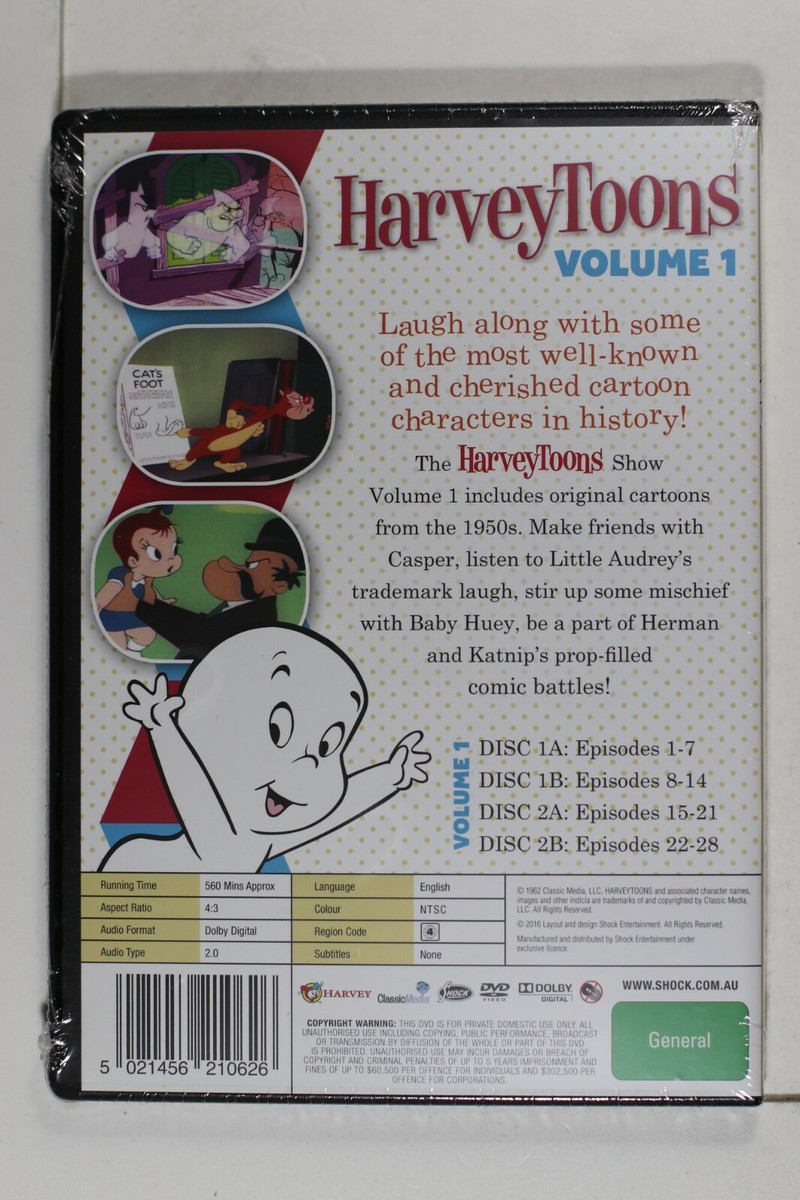 HarveyToons
VOLUME 1
CAT'S
FOOT
Laugh along with some
of the most well-known
and cherished cartoon
characters in history!
The HarveyToons Show
Volume 1 includes original cartoons
from the 1950s. Make friends with
Casper, listen to Little Audrey's
trademark laugh, stir up some mischief
with Baby Huey, be a part of Herman
and Katnip's prop-filled
comic battles!
VOLUME 1
DISC 1A: Episodes 1-7
DISC 1B: Episodes 8-14
DISC 2A: Episodes 15-21
DISC 2B: Episodes 22-28
Running Time 560 Mins Approx Language English
Aspect Ratio 4:3 Colour NTSC
Audio Format Dolby Digital Region Code 4
Audio Type 2.0 Subtitles None
© 1962 Classic Media, LLC, HARVEYTOONS and associated character names,
images and other indicia are trademarks of and copyrighted by Classic Media,
LLC. All Rights Reserved.
© 2016 Layout and design Shock Entertainment. All Rights Reserved.
Manufactured and distributed by Shock Entertainment under
exclusive licence.
5 021456 210626
HARVEY ClassicMedia SHOCK DVD VIDEO DOLBY DIGITAL
WWW.SHOCK.COM.AU
COPYRIGHT WARNING: THIS DVD IS FOR PRIVATE DOMESTIC USE ONLY. ALL
UNAUTHORISED USE INCLUDING COPYING, PUBLIC PERFORMANCE, BROADCAST
OR TRANSMISSION BY DIFFUSION OF THE WHOLE OR PART OF THIS DVD
IS PROHIBITED. UNAUTHORISED USE MAY INCUR DAMAGES OR BREACH OF
COPYRIGHT AND CRIMINAL PENALTIES OF UP TO 5 YEARS IMPRISONMENT AND
FINES OF UP TO $60,500 PER OFFENCE FOR INDIVIDUALS AND $302,500 PER
OFFENCE FOR CORPORATIONS.
General